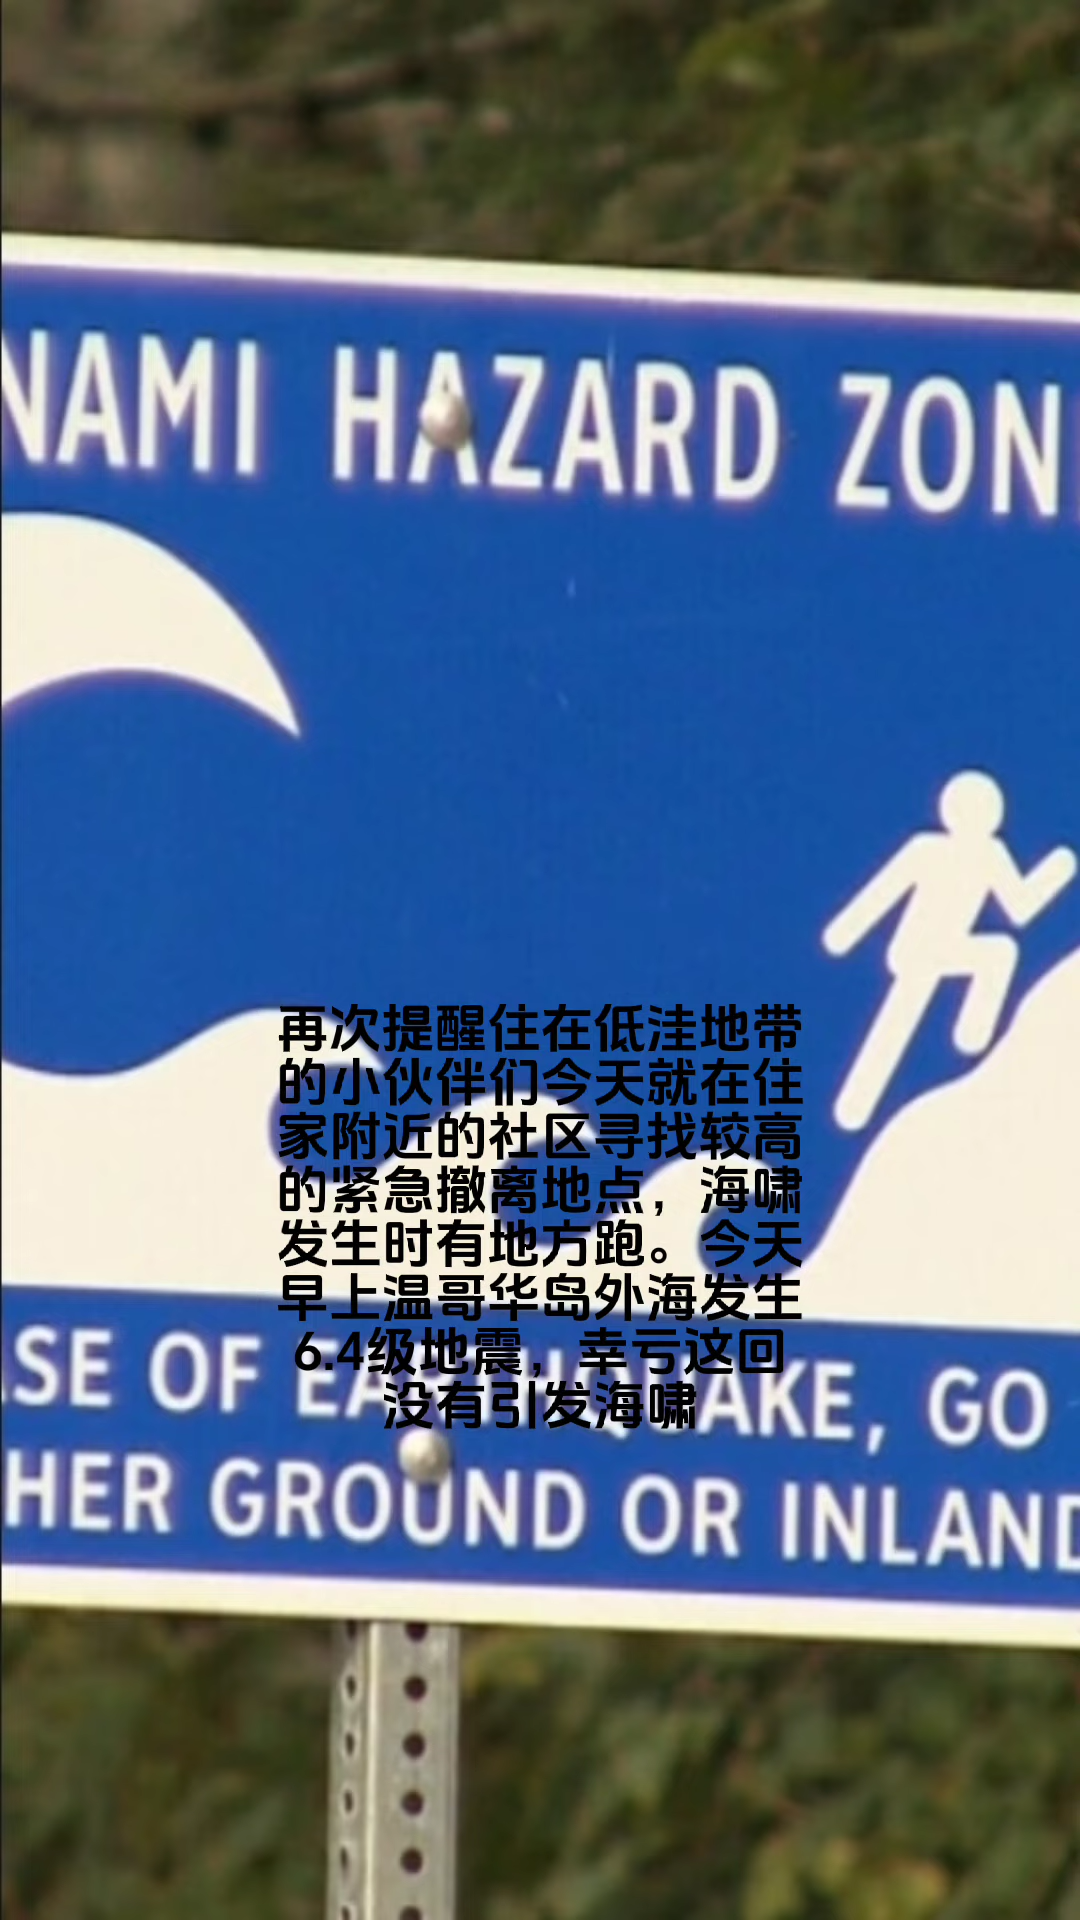 NAMI HAZARD ZON
再次提醒住在低洼地带
的小伙伴们今天就在住
家附近的社区寻找较高
的紧急撤离地点，海啸
发生时有地方跑。今天
早上温哥华岛外海发生
6.4级地震，幸亏这回
没有引发海啸
SE OF EARTHQUAKE, GO
HER GROUND OR INLAND